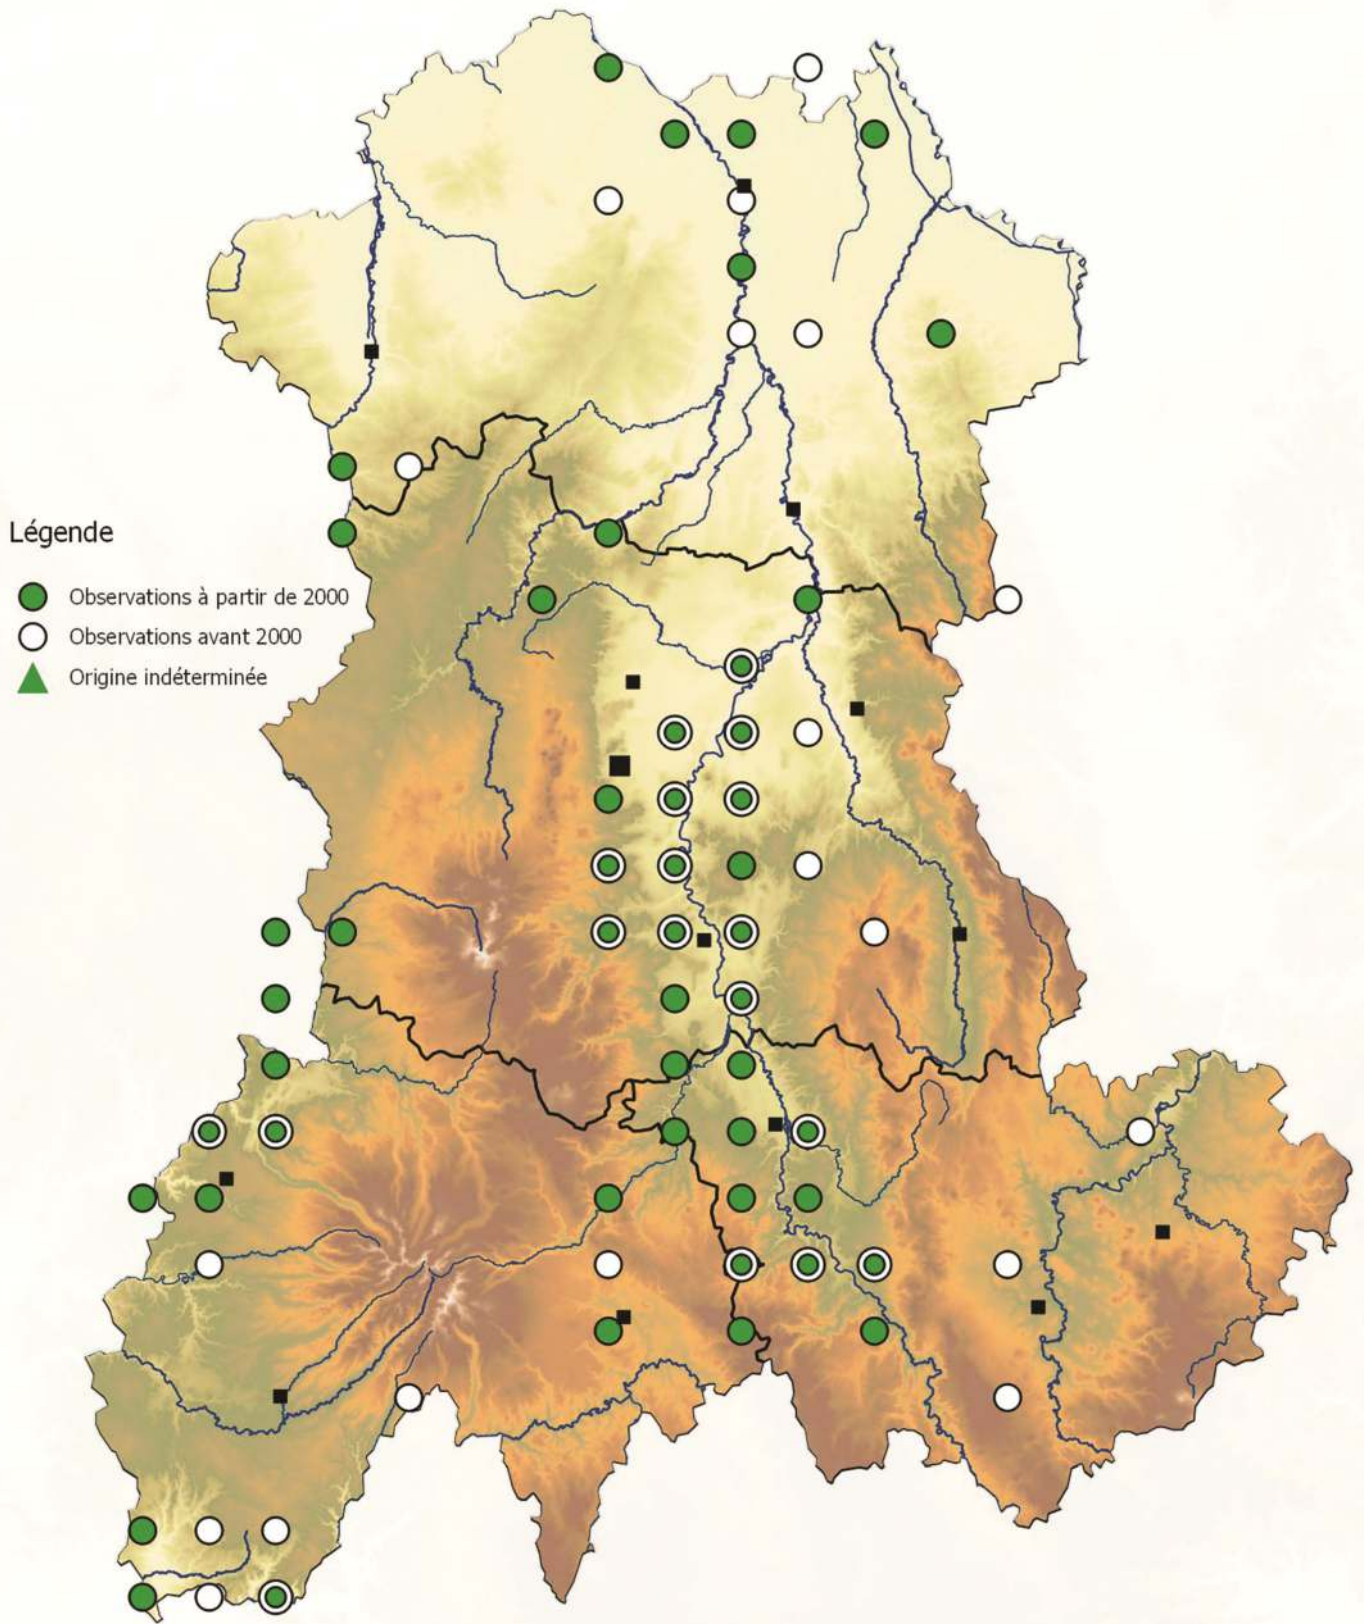 Légende
Observations à partir de 2000
Observations avant 2000
Origine indéterminée